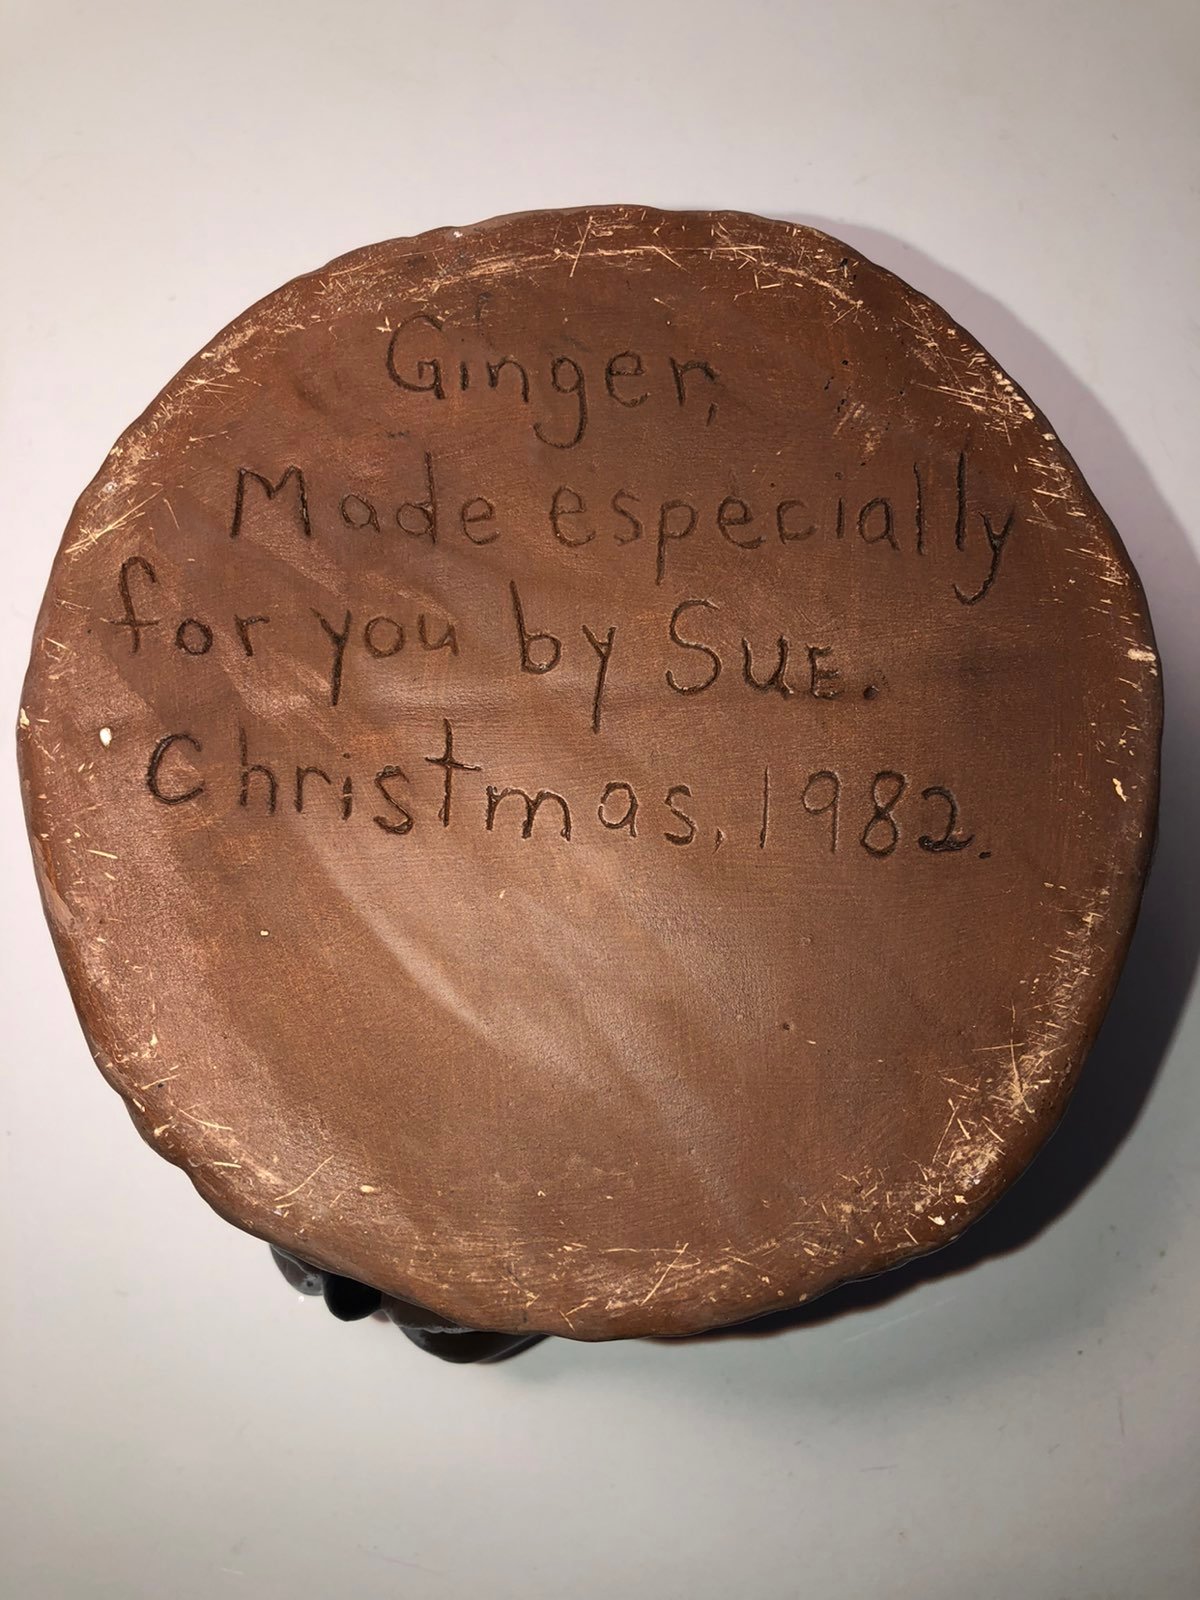 Ginger,
Made especially
for you by SUE.
Christmas, 1982.